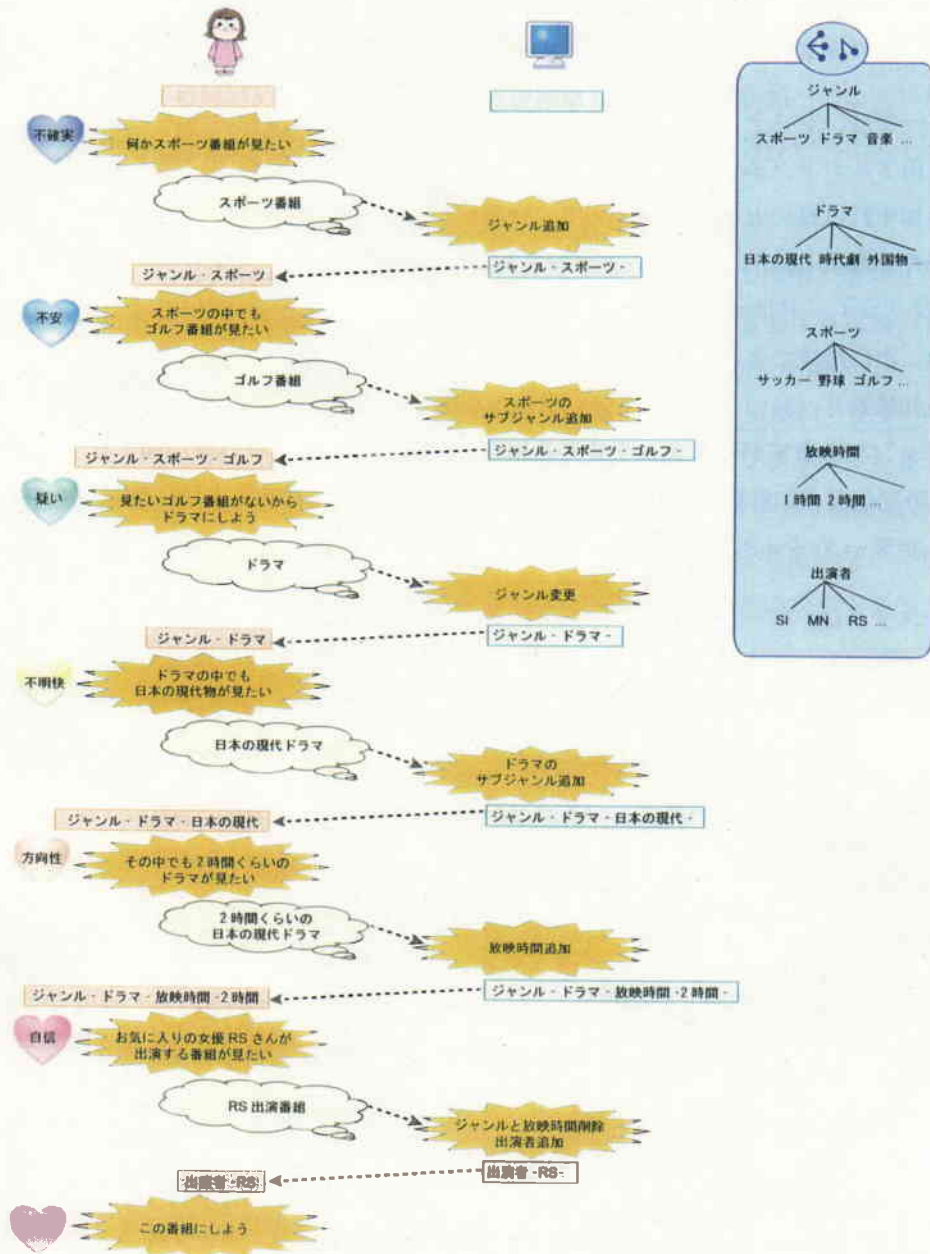 不確実
何かスポーツ番組が見たい
スポーツ番組
ジャンル追加
ジャンル・スポーツ・
ジャンル・スポーツ
不安
スポーツの中でも
ゴルフ番組が見たい
ゴルフ番組
スポーツの
サブジャンル追加
ジャンル・スポーツ・ゴルフ・
ジャンル・スポーツ・ゴルフ
疑い
見たいゴルフ番組がないから
ドラマにしよう
ドラマ
ジャンル変更
ジャンル・ドラマ・
ジャンル・ドラマ
不明快
ドラマの中でも
日本の現代物が見たい
日本の現代ドラマ
ドラマの
サブジャンル追加
ジャンル・ドラマ・日本の現代・
ジャンル・ドラマ・日本の現代
方向性
その中でも2時間くらいの
ドラマが見たい
2時間くらいの
日本の現代ドラマ
放映時間追加
ジャンル・ドラマ・放映時間・2時間・
ジャンル・ドラマ・放映時間・2時間
自信
お気に入りの女優RSさんが
出演する番組が見たい
RS出演番組
ジャンルと放映時間削除
出演者追加
出演者・RS・
出演者・RS
この番組にしよう
ジャンル
スポーツ ドラマ 音楽 ...
ドラマ
日本の現代 時代劇 外国物 ...
スポーツ
サッカー 野球 ゴルフ ...
放映時間
1時間 2時間 ...
出演者
SI MN RS ...